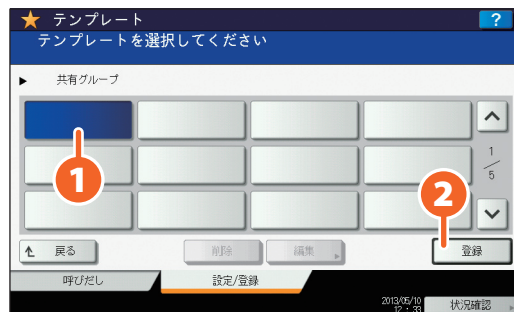 テンプレート ?
テンプレートを選択してください
共有グループ
1
1
5
2
戻る 削除 編集 登録
呼びだし 設定/登録
2013/05/10
12:33 状況確認